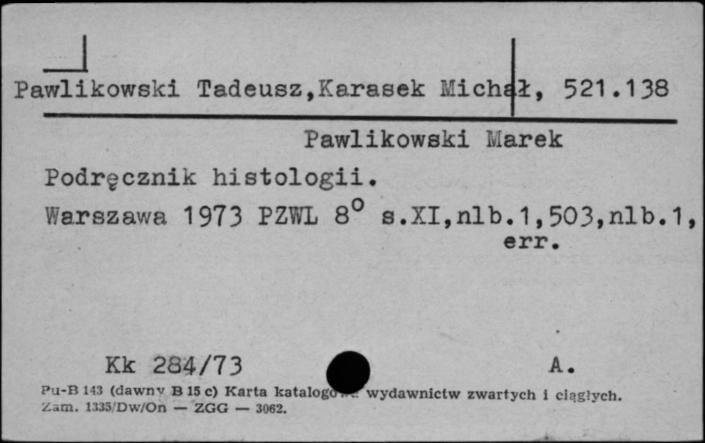 Pawlikowski Tadeusz,Karasek Michał, 521.138
Pawlikowski Marek
Podręcznik histologii.
Warszawa 1973 PZWL 8° s.XI,nlb.1,503,nlb.1,
err.
Kk 284/73 A.
Pu-B 143 (dawny B 15 c) Karta katalogowa wydawnictw zwartych i ciągłych.
Zam. 1335/Dw/On — ZGG — 3062.